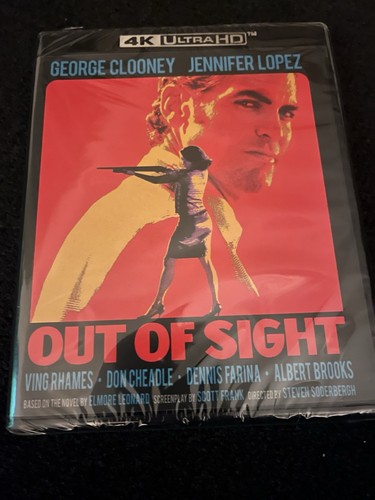 4K ULTRA HD™
GEORGE CLOONEY JENNIFER LOPEZ
OUT OF SIGHT
VING RHAMES · DON CHEADLE · DENNIS FARINA · ALBERT BROOKS
BASED ON THE NOVEL BY ELMORE LEONARD SCREENPLAY BY SCOTT FRANK DIRECTED BY STEVEN SODERBERGH